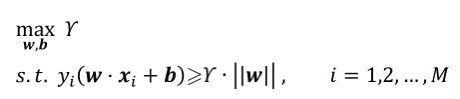 max ϒ
w,b
s.t. yᵢ(w · xᵢ + b)⩾ϒ · ||w|| , i = 1,2, … , M